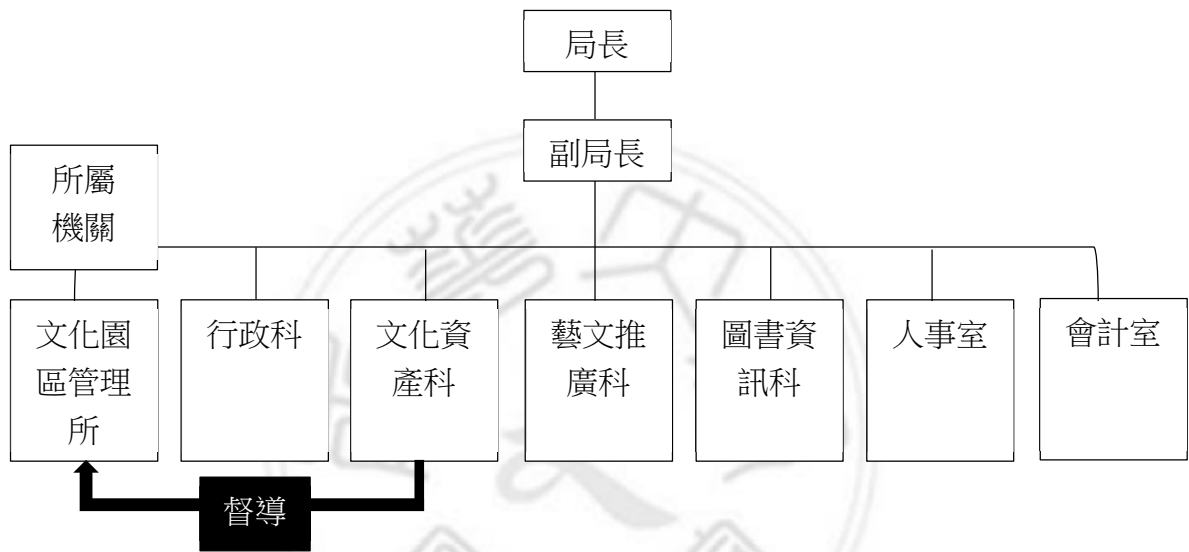 局長
副局長
所屬
機關
文化園
區管理
所
行政科
文化資
產科
藝文推
廣科
圖書資
訊科
人事室
會計室
督導